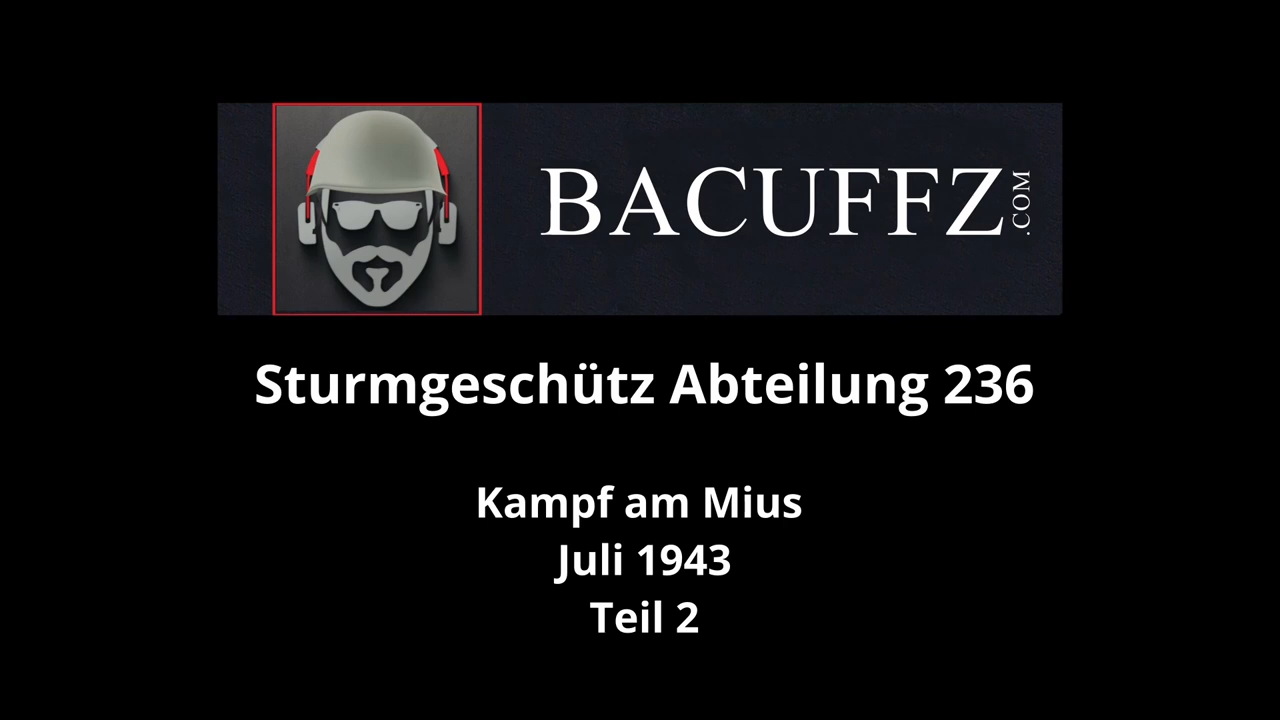 BACUFFZ.COM
Sturmgeschütz Abteilung 236
Kampf am Mius
Juli 1943
Teil 2